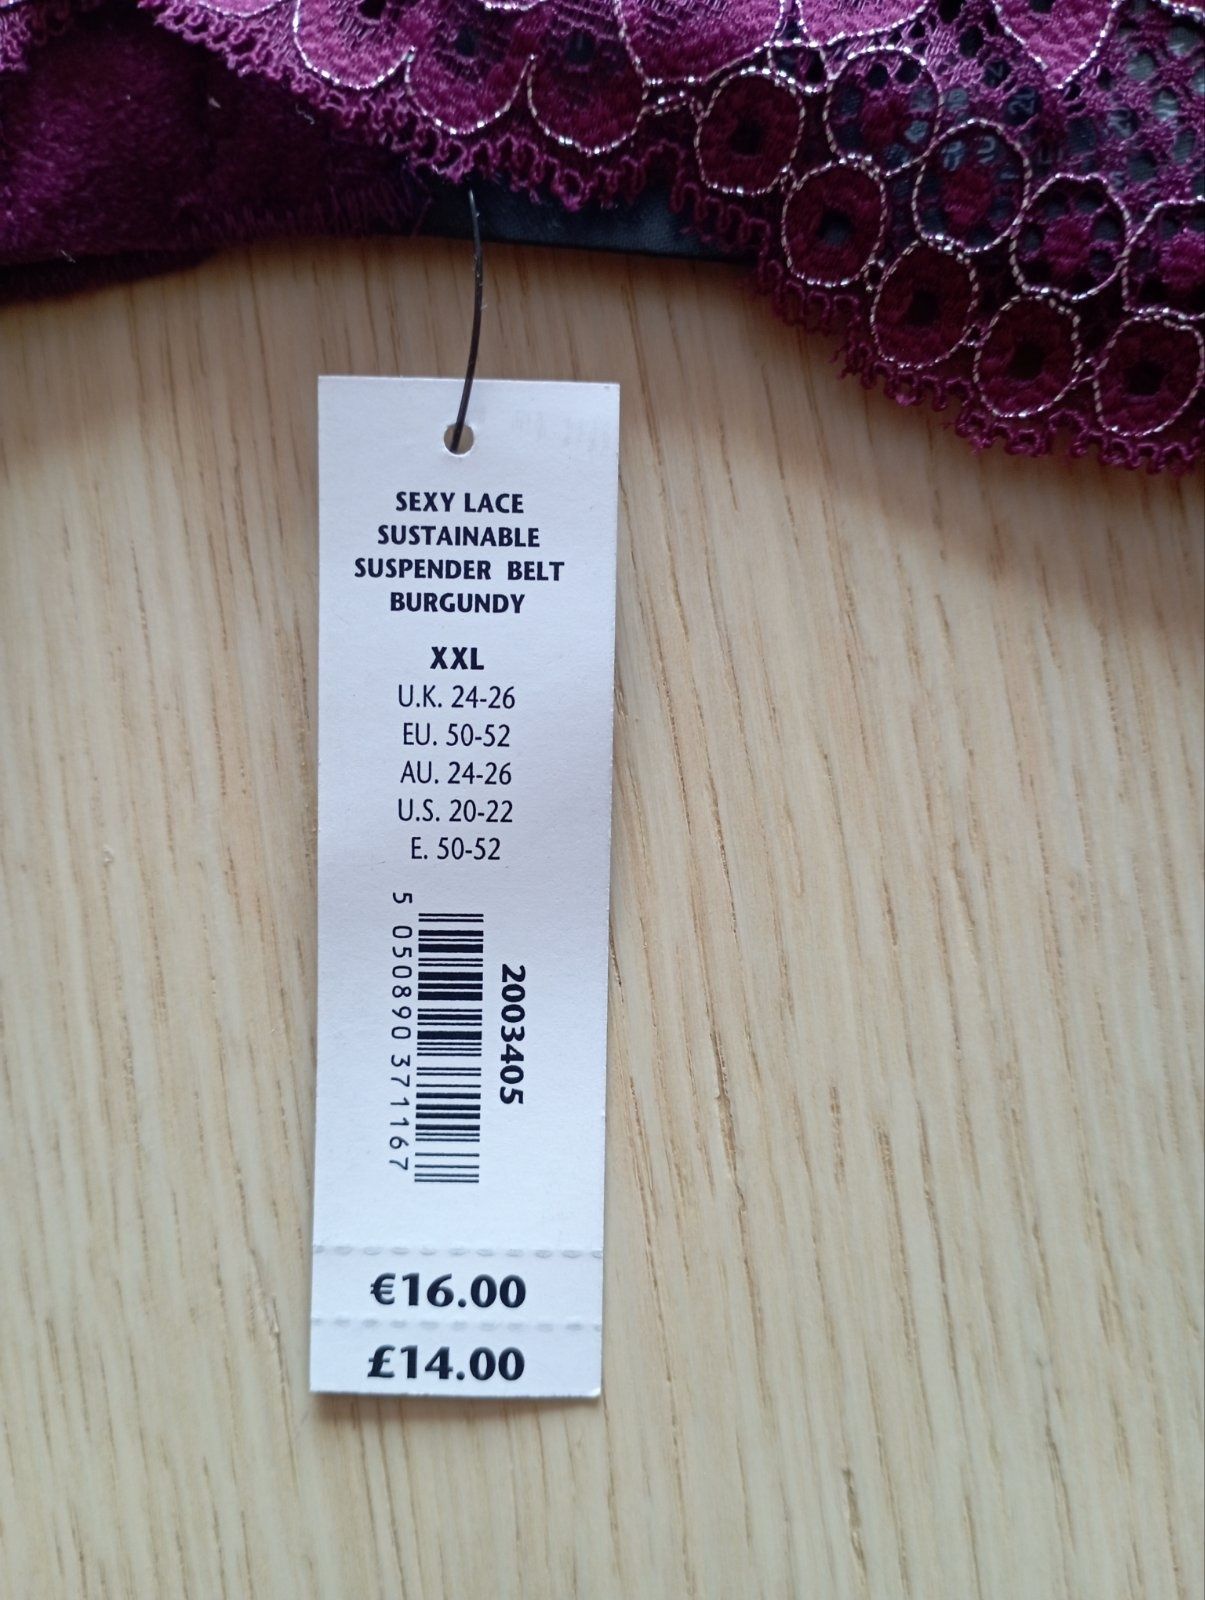 SEXY LACE
SUSTAINABLE
SUSPENDER BELT
BURGUNDY
XXL
U.K. 24-26
EU. 50-52
AU. 24-26
U.S. 20-22
E. 50-52
5 050890 371167
2003405
€16.00
£14.00